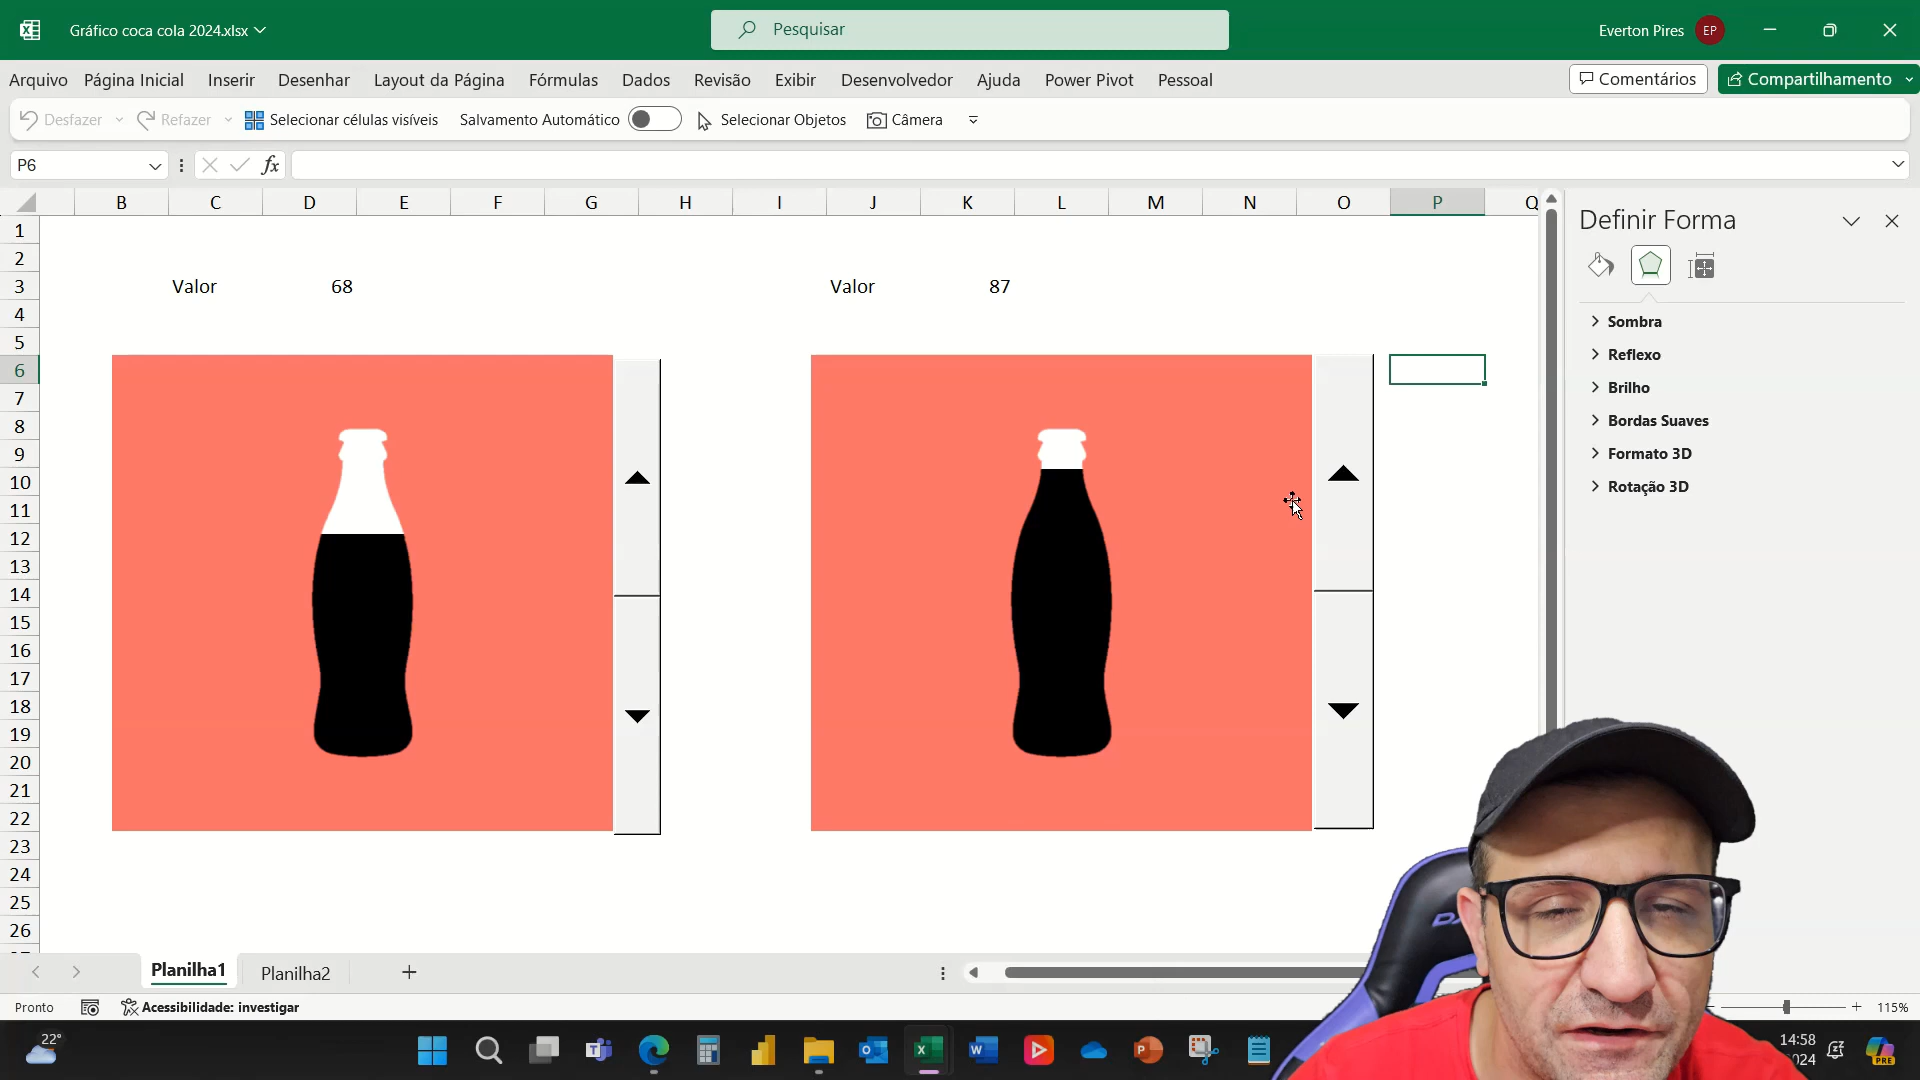 Gráfico coca cola 2024.xlsx
Pesquisar
Everton Pires EP
Arquivo Página Inicial Inserir Desenhar Layout da Página Fórmulas Dados Revisão Exibir Desenvolvedor Ajuda Power Pivot Pessoal Comentários Compartilhamento
Desfazer Refazer Selecionar células visíveis Salvamento Automático Selecionar Objetos Câmera
P6 fx
B C D E F G H I J K L M N O P Q
1
2
3 Valor 68 Valor 87
4
5
6
7
8
9
10
11
12
13
14
15
16
17
18
19
20
21
22
23
24
25
26
Definir Forma
Sombra
Reflexo
Brilho
Bordas Suaves
Formato 3D
Rotação 3D
Planilha1 Planilha2
Pronto Acessibilidade: investigar 115%
22°
14:58
024
PRE